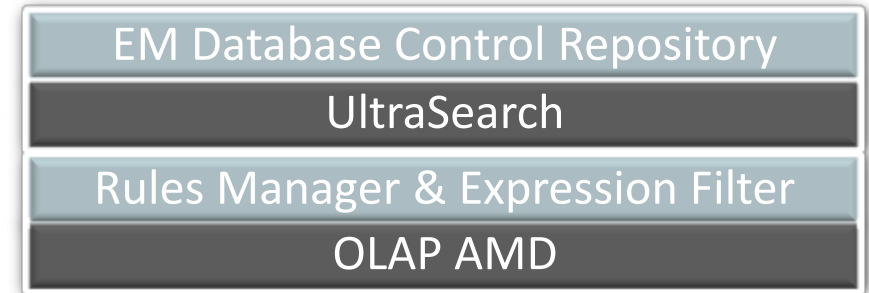 EM Database Control Repository
UltraSearch
Rules Manager & Expression Filter
OLAP AMD